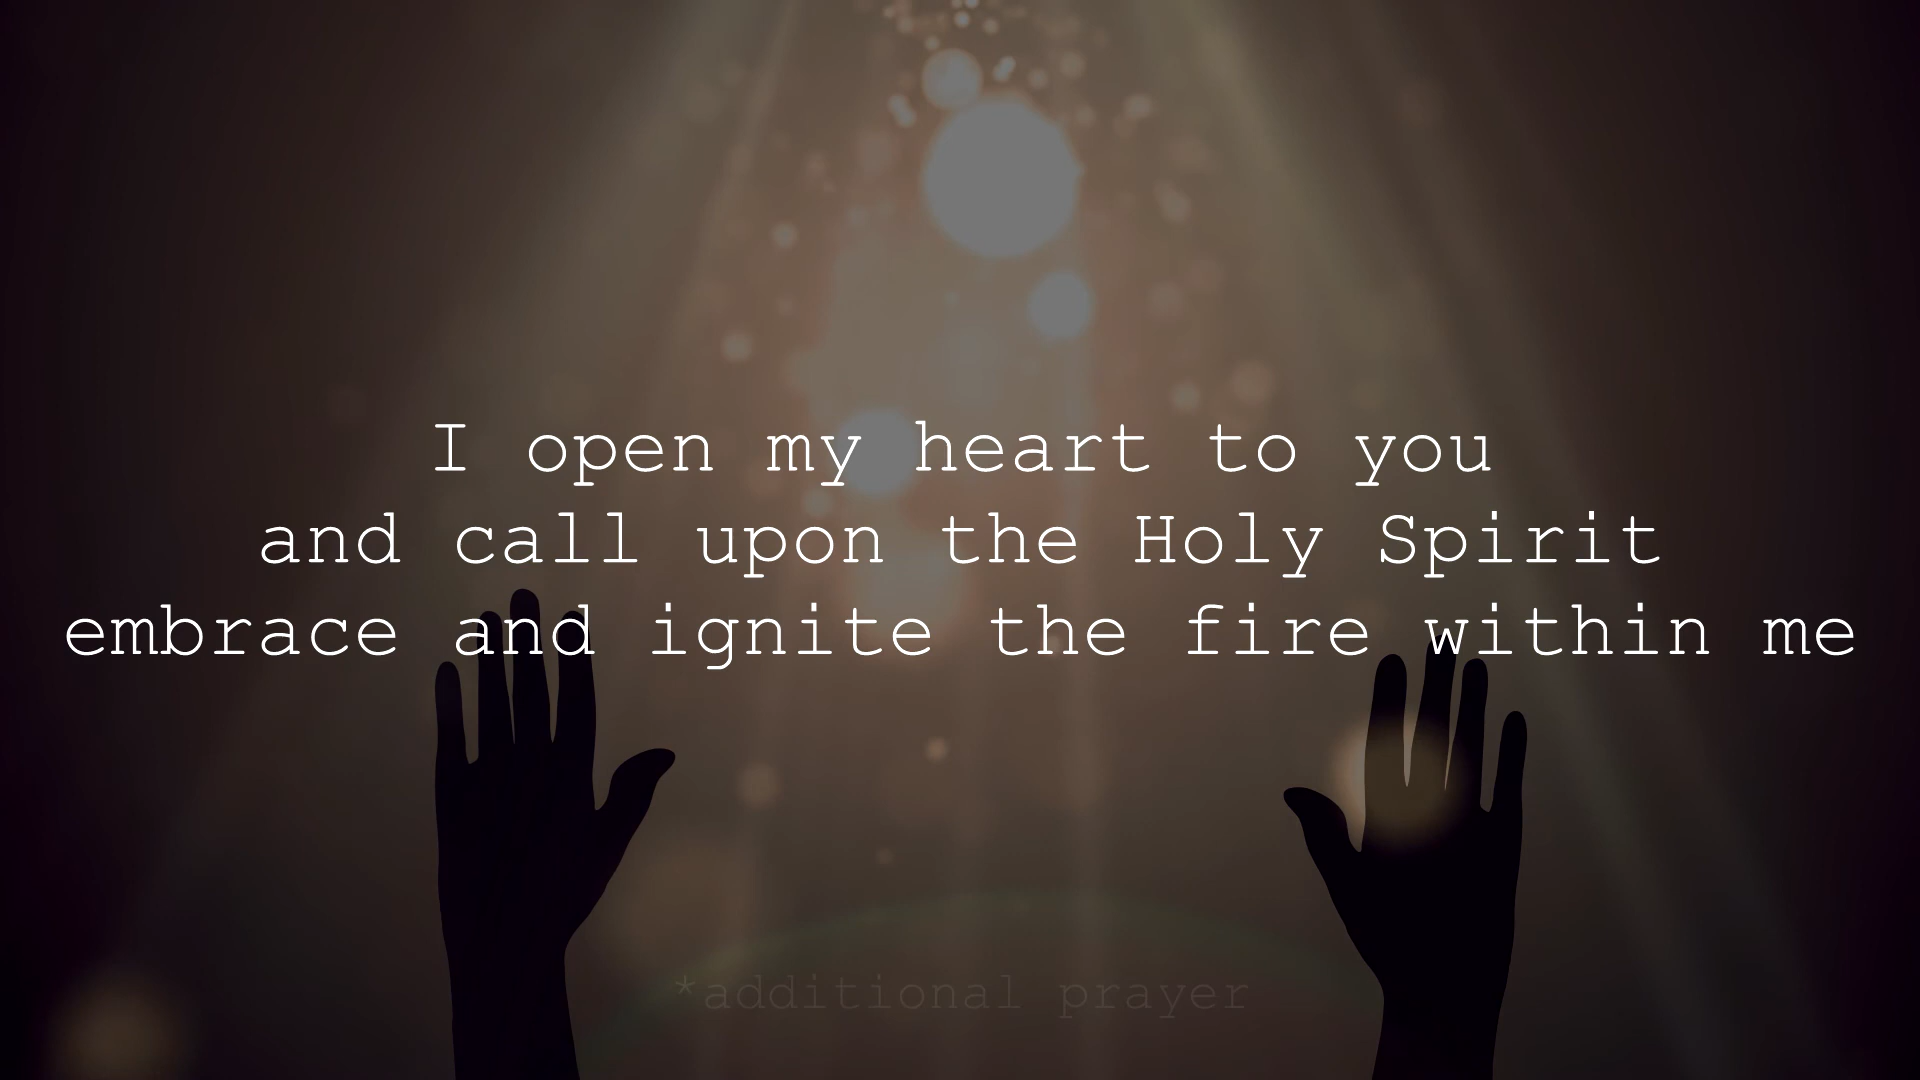 I open my heart to you
and call upon the Holy Spirit
embrace and ignite the fire within me
*additional prayer